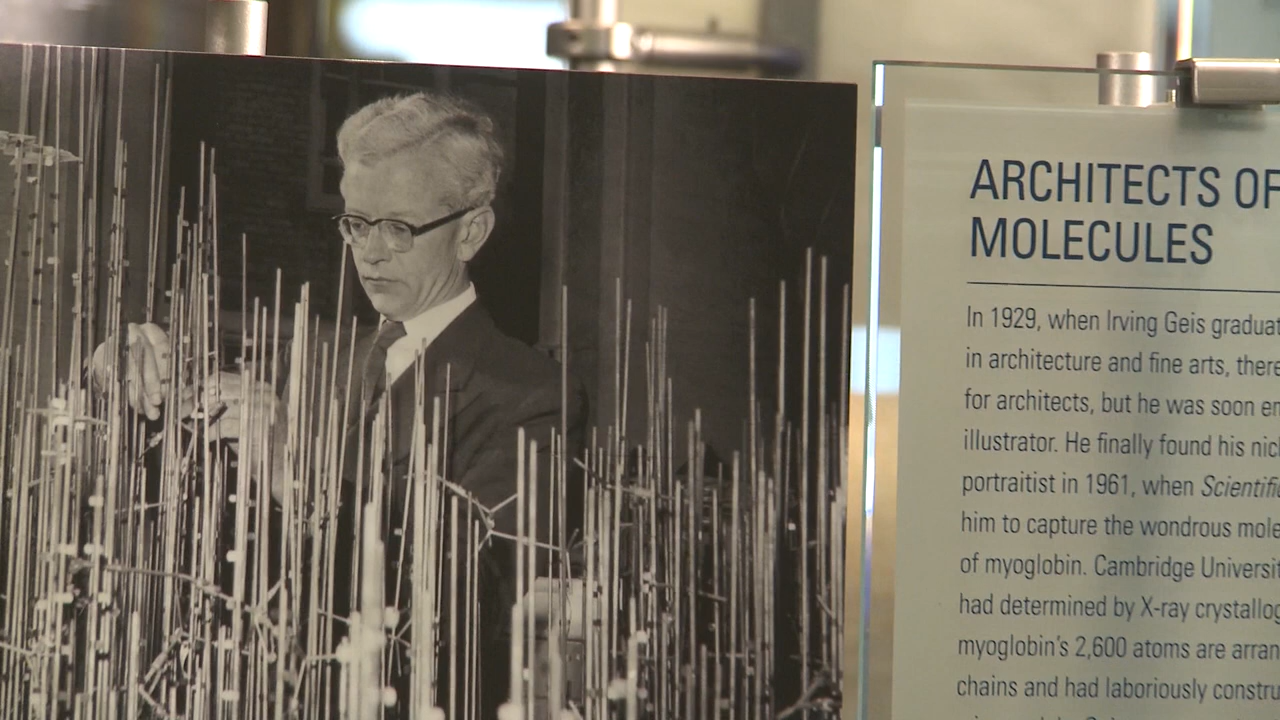 ARCHITECTS OF
MOLECULES
In 1929, when Irving Geis graduat
in architecture and fine arts, there
for architects, but he was soon en
illustrator. He finally found his nic
portraitist in 1961, when Scientific
him to capture the wondrous mole
of myoglobin. Cambridge Universit
had determined by X-ray crystallog
myoglobin's 2,600 atoms are arran
chains and had laboriously constru